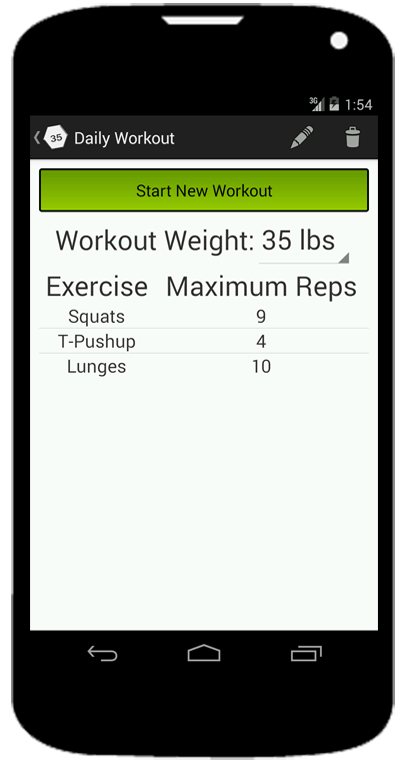 3G 1:54
35 Daily Workout
Start New Workout
Workout Weight: 35 lbs
Exercise Maximum Reps
Squats 9
T-Pushup 4
Lunges 10